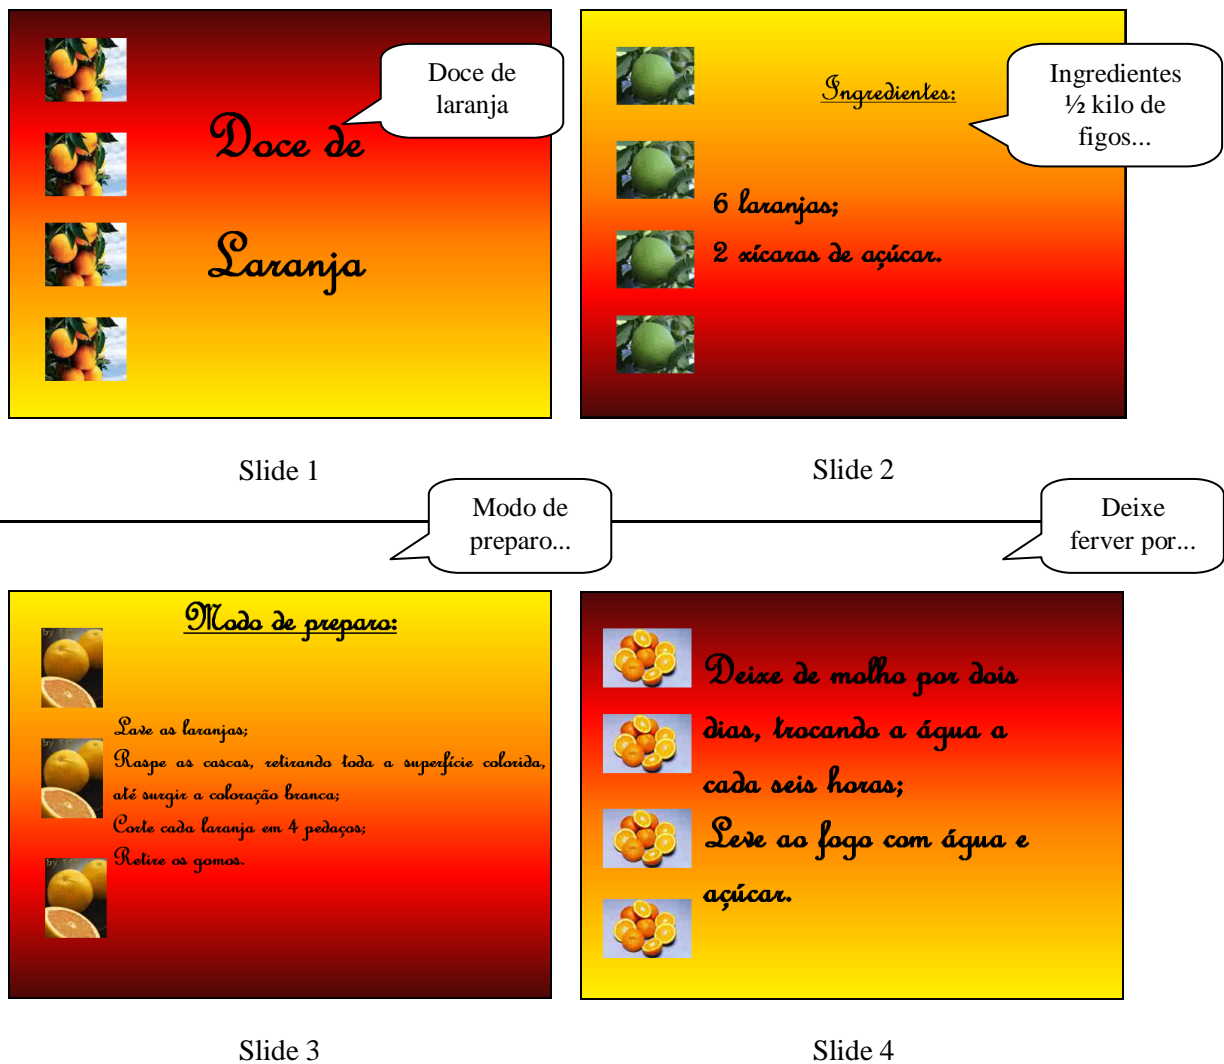 Doce de
laranja
Doce de
Laranja
Slide 1
Ingredientes
½ kilo de
figos...
Ingredientes:
6 laranjas;
2 xícaras de açúcar.
Slide 2
Modo de
preparo...
Modo de preparo:
Lave as laranjas;
Raspe as cascas, retirando toda a superfície colorida,
até surgir a coloração branca;
Corte cada laranja em 4 pedaços;
Retire os gomos.
Slide 3
Deixe
ferver por...
Deixe de molho por dois
dias, trocando a água a
cada seis horas;
Leve ao fogo com água e
açúcar.
Slide 4